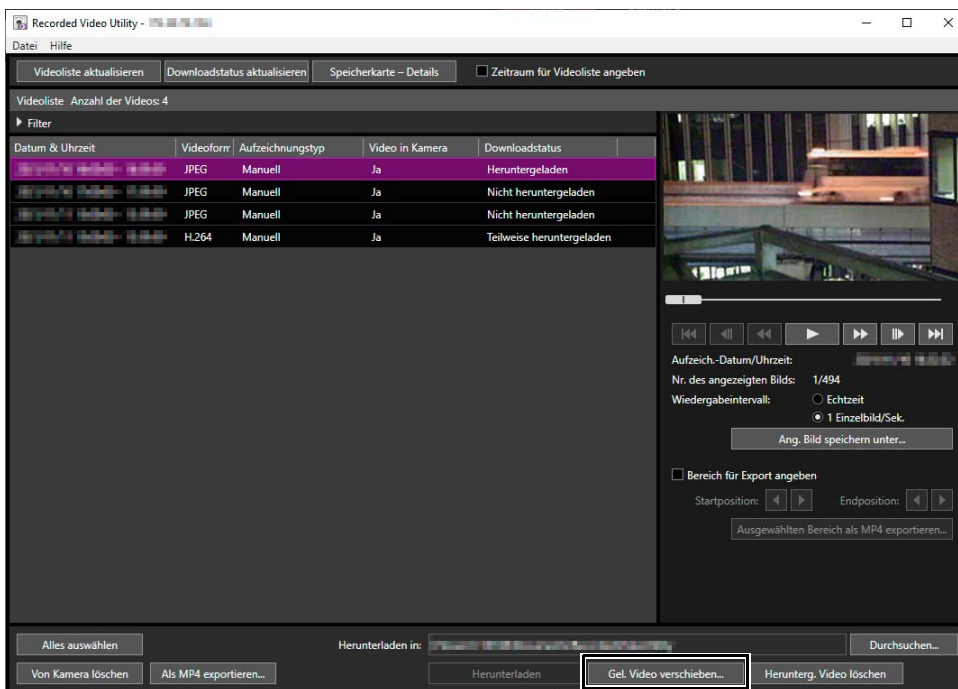 Recorded Video Utility -
Datei Hilfe
Videoliste aktualisieren Downloadstatus aktualisieren Speicherkarte – Details Zeitraum für Videoliste angeben
Videoliste Anzahl der Videos: 4
Filter
Datum & Uhrzeit Videoforr Aufzeichnungstyp Video in Kamera Downloadstatus
JPEG Manuell Ja Heruntergeladen
JPEG Manuell Ja Nicht heruntergeladen
JPEG Manuell Ja Nicht heruntergeladen
H.264 Manuell Ja Teilweise heruntergeladen
Aufzeich.-Datum/Uhrzeit:
Nr. des angezeigten Bilds: 1/494
Wiedergabeintervall: Echtzeit
1 Einzelbild/Sek.
Ang. Bild speichern unter...
Bereich für Export angeben
Startposition: Endposition:
Ausgewählten Bereich als MP4 exportieren...
Alles auswählen Herunterladen in: Durchsuchen...
Von Kamera löschen Als MP4 exportieren... Herunterladen Gel. Video verschieben... Herunterg. Video löschen